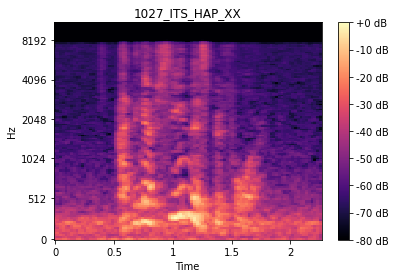 1027_ITS_HAP_XX
+0 dB
8192
-10 dB
4096
-20 dB
-30 dB
2048
Hz
-40 dB
1024
-50 dB
512
-60 dB
-70 dB
0
-80 dB
0 0.5 1 1.5 2
Time